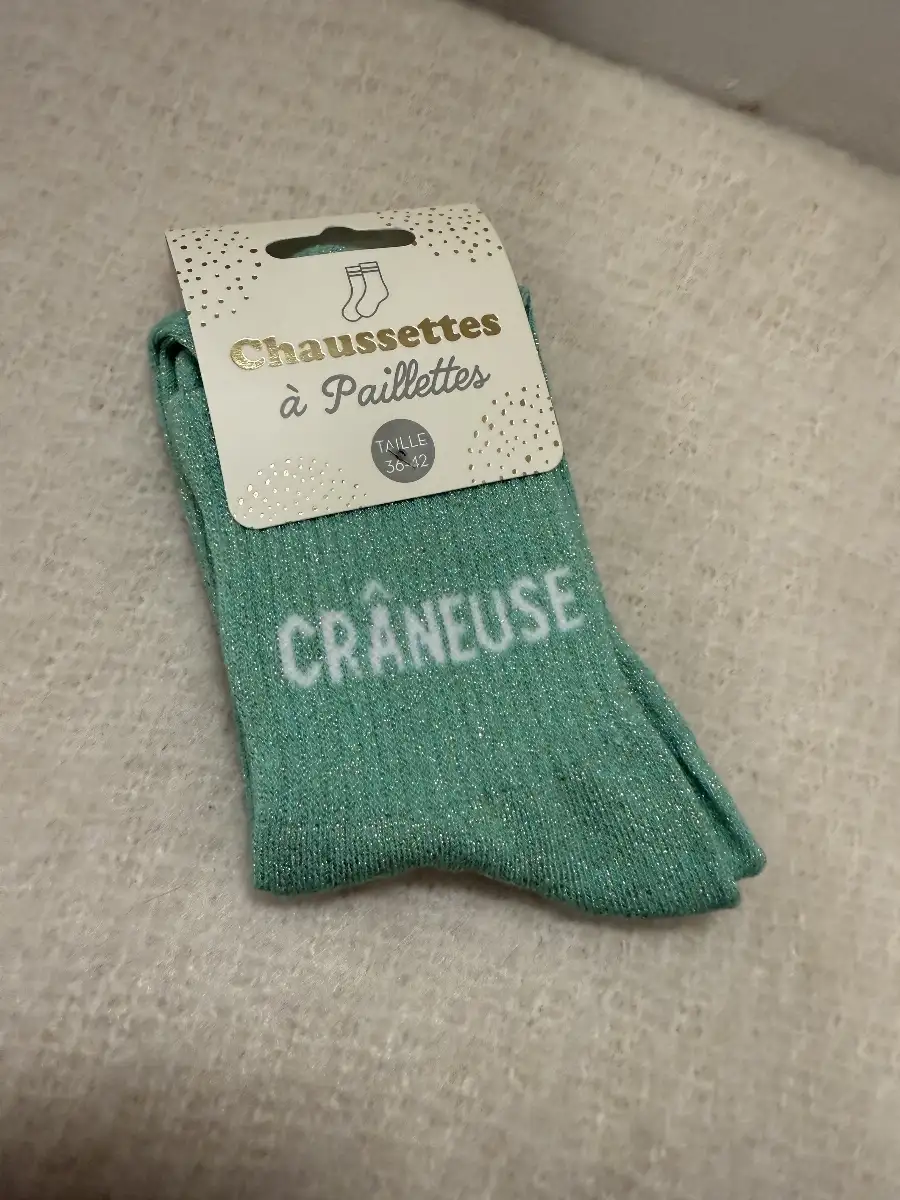 Chaussettes
à Paillettes
TAILLE
36-42
CRÂNEUSE